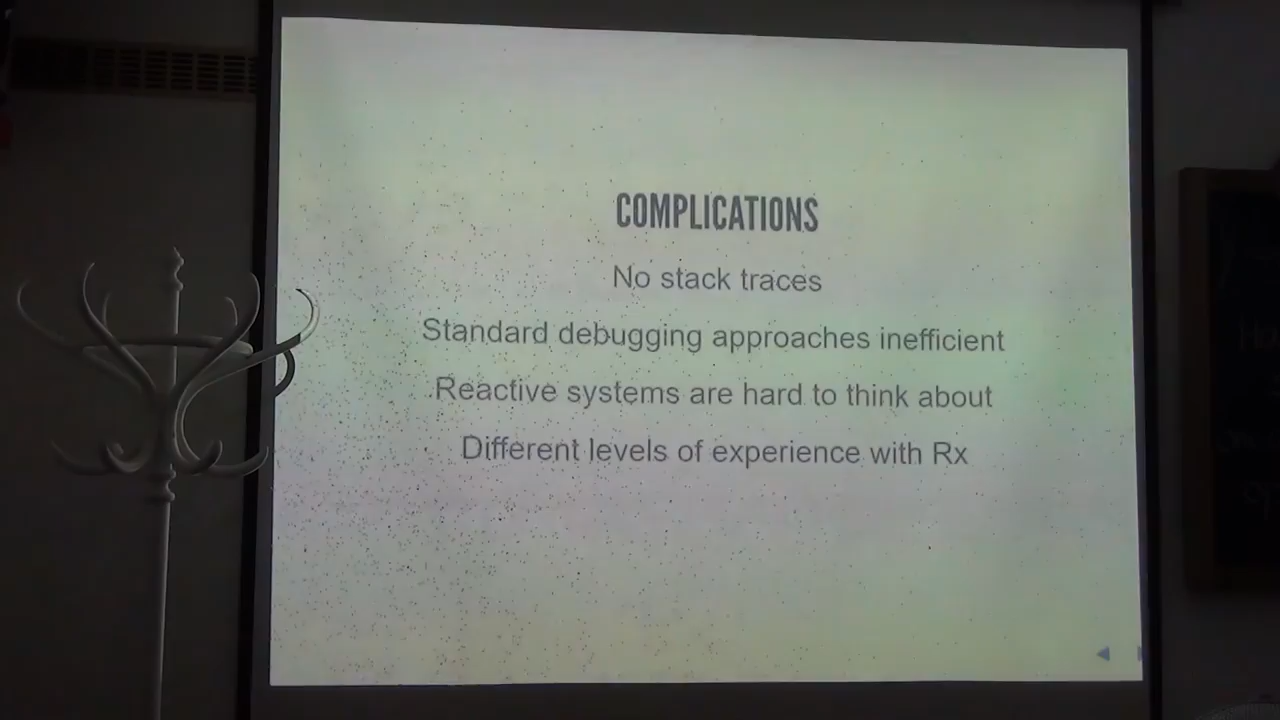 COMPLICATIONS
No stack traces
Standard debugging approaches inefficient
Reactive systems are hard to think about
Different levels of experience with Rx